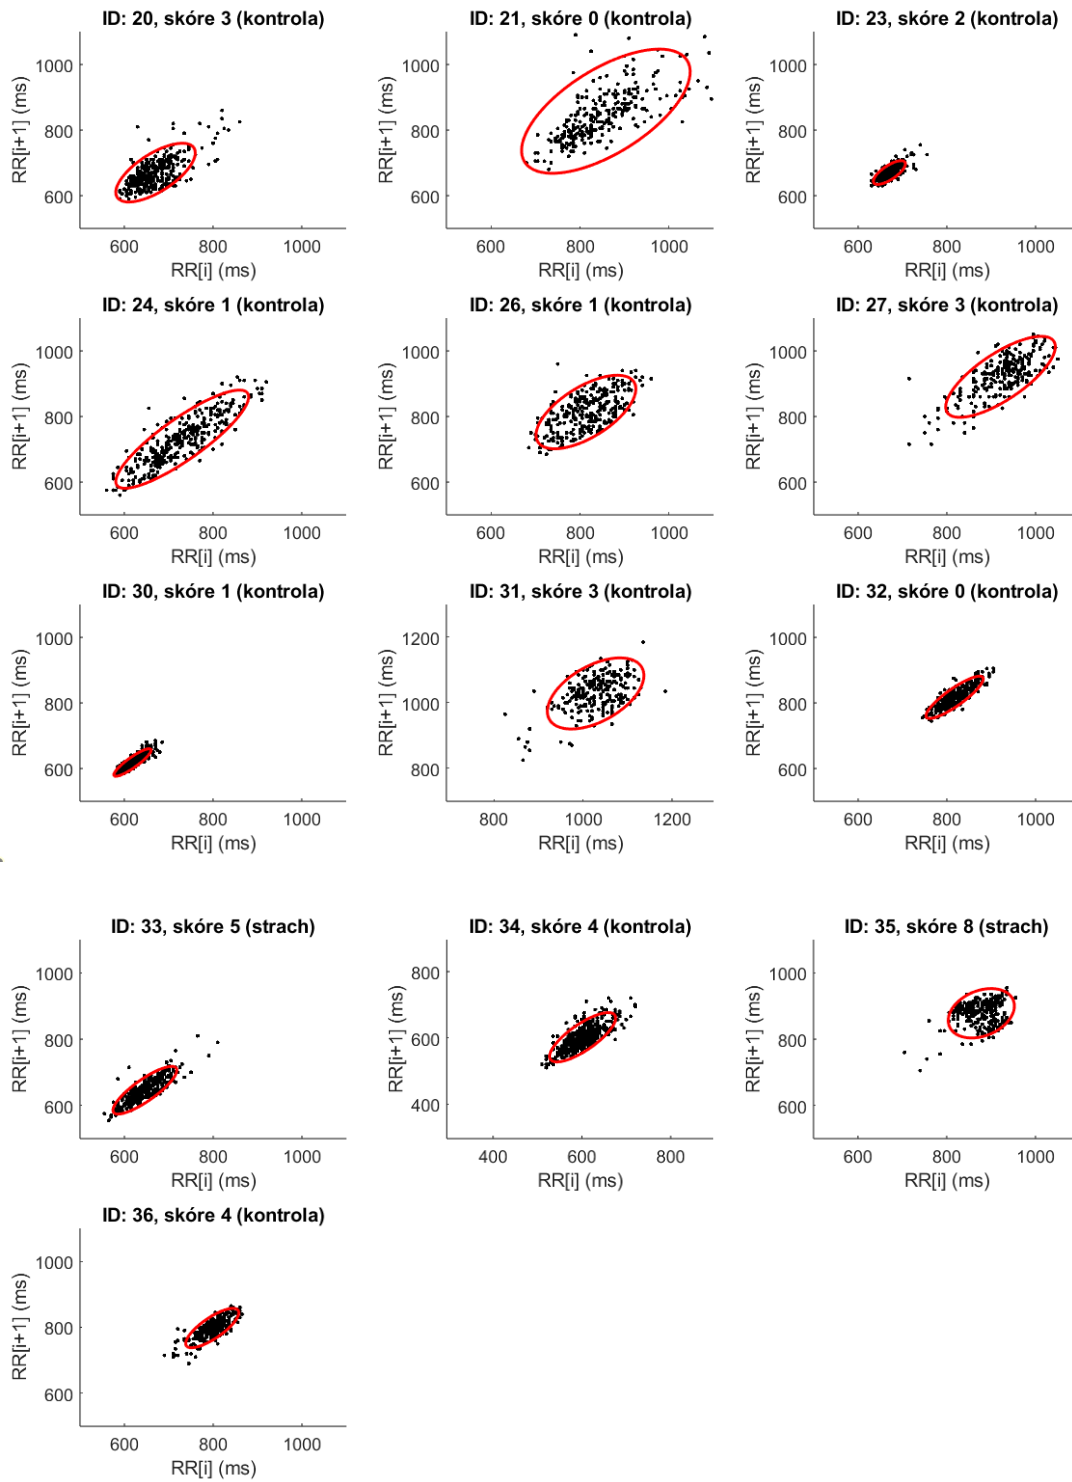 ID: 20, skóre 3 (kontrola)
RR[i+1] (ms)
1000
800
600
600 800 1000
RR[i] (ms)
ID: 21, skóre 0 (kontrola)
RR[i+1] (ms)
1000
800
600
600 800 1000
RR[i] (ms)
ID: 23, skóre 2 (kontrola)
RR[i+1] (ms)
1000
800
600
600 800 1000
RR[i] (ms)
ID: 24, skóre 1 (kontrola)
RR[i+1] (ms)
1000
800
600
600 800 1000
RR[i] (ms)
ID: 26, skóre 1 (kontrola)
RR[i+1] (ms)
1000
800
600
600 800 1000
RR[i] (ms)
ID: 27, skóre 3 (kontrola)
RR[i+1] (ms)
1000
800
600
600 800 1000
RR[i] (ms)
ID: 30, skóre 1 (kontrola)
RR[i+1] (ms)
1000
800
600
600 800 1000
RR[i] (ms)
ID: 31, skóre 3 (kontrola)
RR[i+1] (ms)
1200
1000
800
800 1000 1200
RR[i] (ms)
ID: 32, skóre 0 (kontrola)
RR[i+1] (ms)
1000
800
600
600 800 1000
RR[i] (ms)
ID: 33, skóre 5 (strach)
RR[i+1] (ms)
1000
800
600
600 800 1000
RR[i] (ms)
ID: 34, skóre 4 (kontrola)
RR[i+1] (ms)
800
600
400
400 600 800
RR[i] (ms)
ID: 35, skóre 8 (strach)
RR[i+1] (ms)
1000
800
600
600 800 1000
RR[i] (ms)
ID: 36, skóre 4 (kontrola)
RR[i+1] (ms)
1000
800
600
600 800 1000
RR[i] (ms)